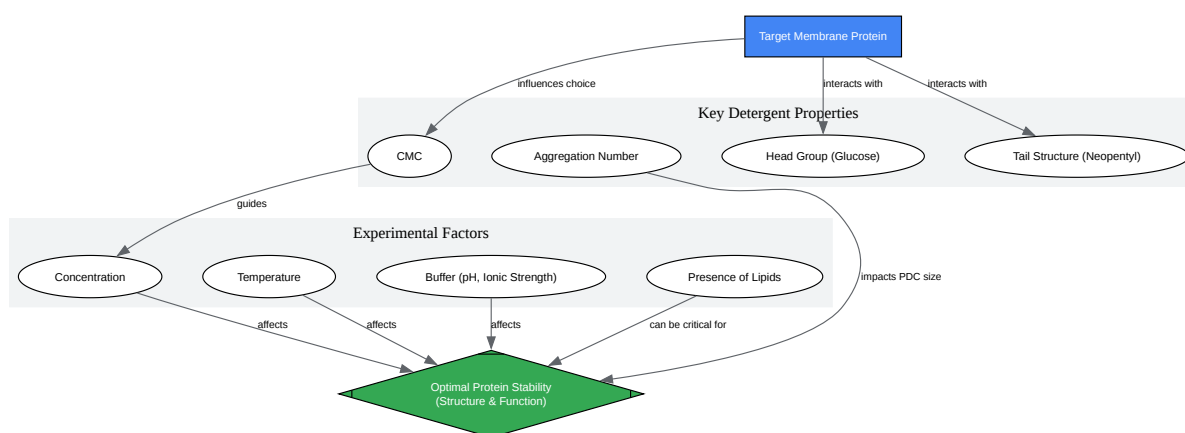 Target Membrane Protein
influences choice
interacts with
interacts with
Key Detergent Properties
CMC
Aggregation Number
Head Group (Glucose)
Tail Structure (Neopentyl)
guides
Experimental Factors
Concentration
Temperature
Buffer (pH, Ionic Strength)
Presence of Lipids
impacts PDC size
affects
affects
affects
can be critical for
Optimal Protein Stability
(Structure & Function)